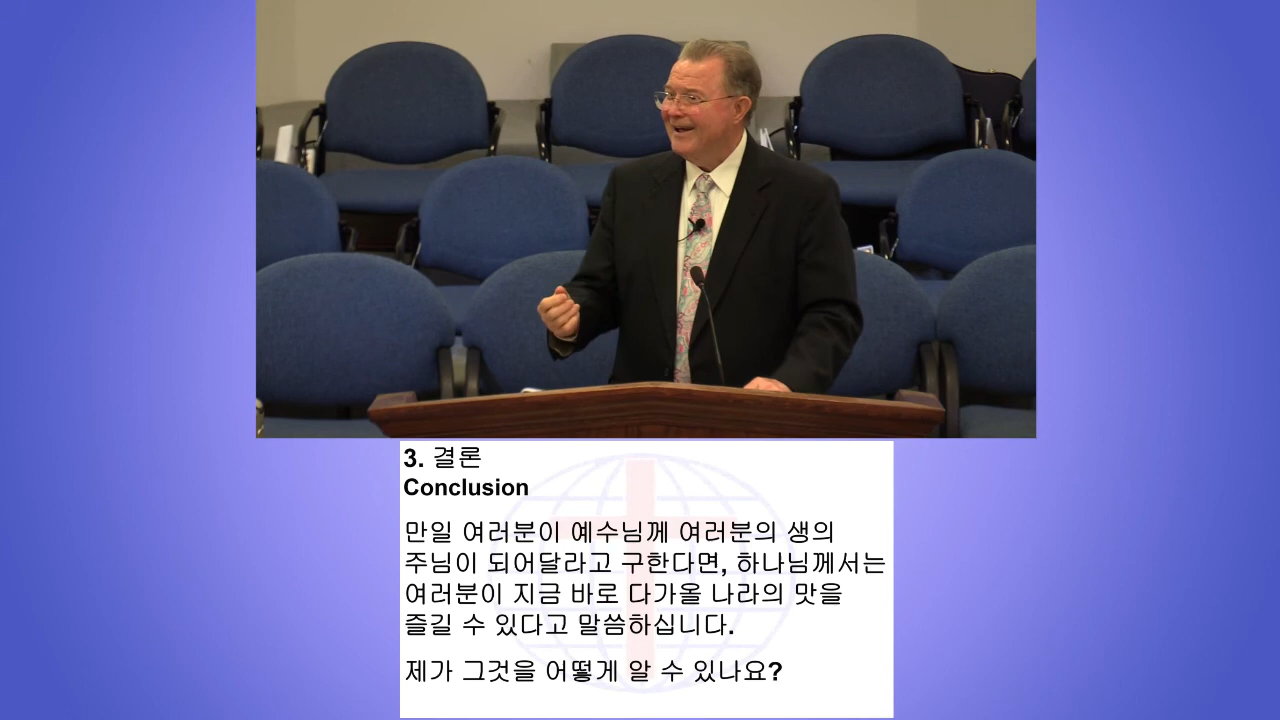 3. 결론
Conclusion
만일 여러분이 예수님께 여러분의 생의
주님이 되어달라고 구한다면, 하나님께서는
여러분이 지금 바로 다가올 나라의 맛을
즐길 수 있다고 말씀하십니다.
제가 그것을 어떻게 알 수 있나요?